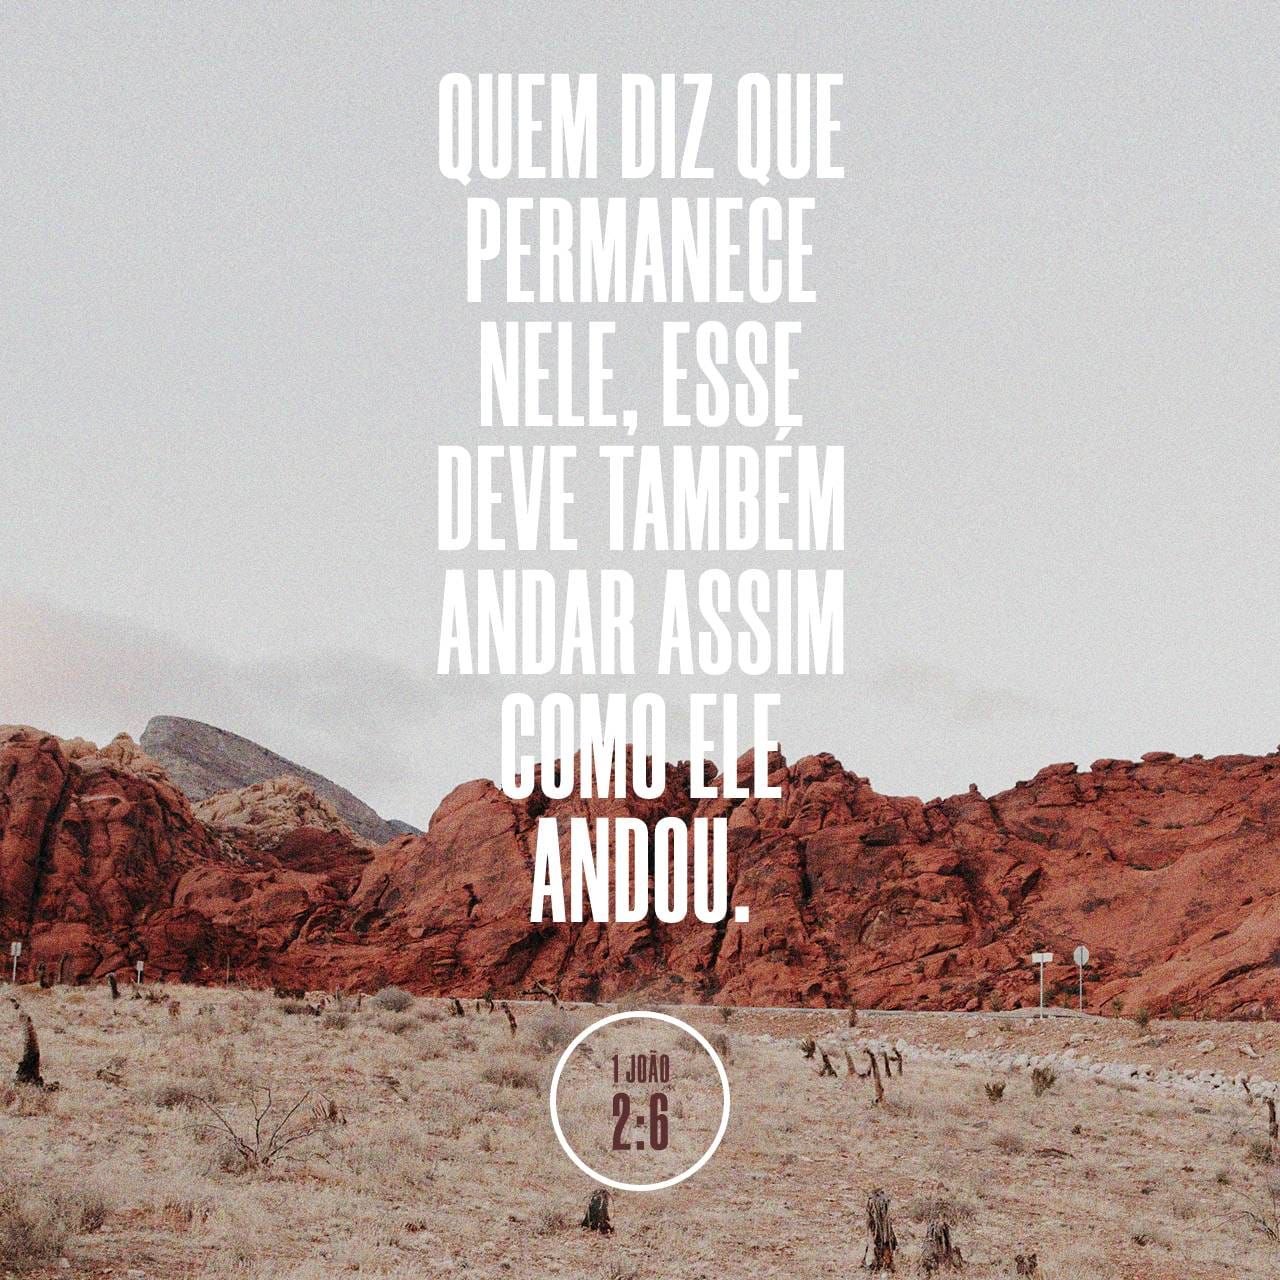 QUEM DIZ QUE
PERMANECE
NELE, ESSE
DEVE TAMBÉM
ANDAR ASSIM
COMO ELE
ANDOU.
1 JOÃO
2:6